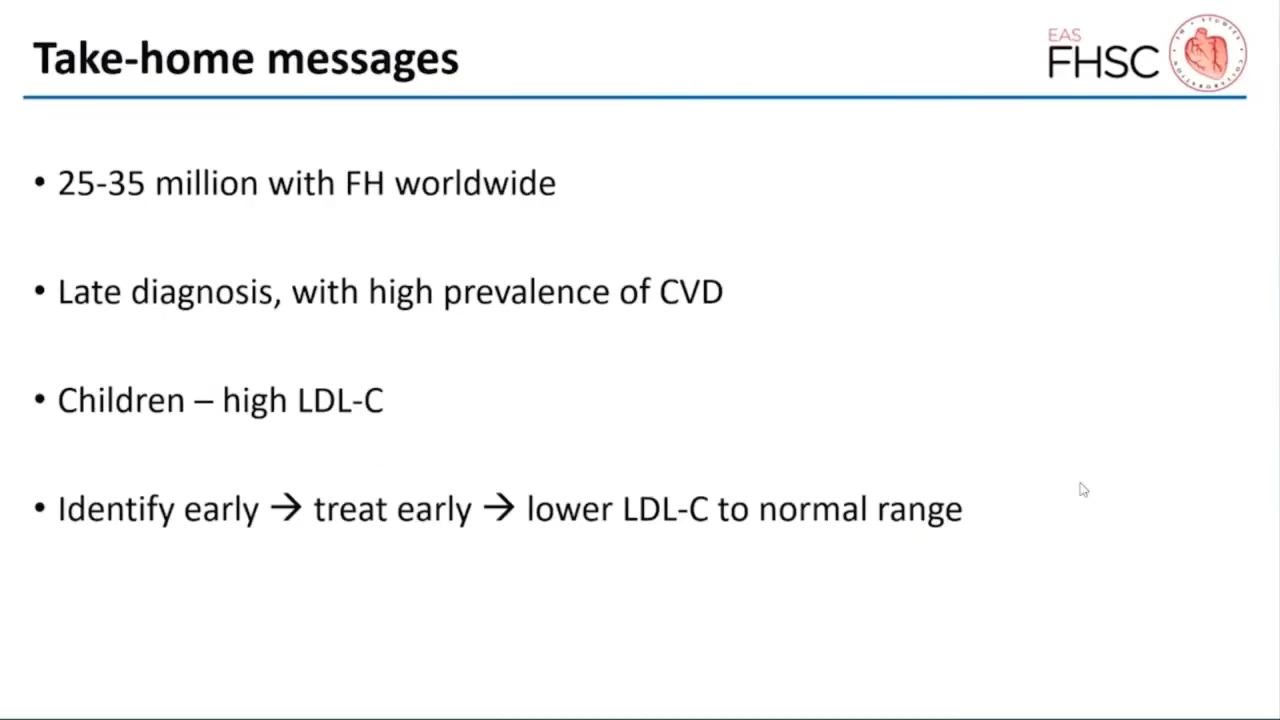 Take-home messages
EAS
FHSC
• 25-35 million with FH worldwide
• Late diagnosis, with high prevalence of CVD
• Children – high LDL-C
• Identify early → treat early → lower LDL-C to normal range